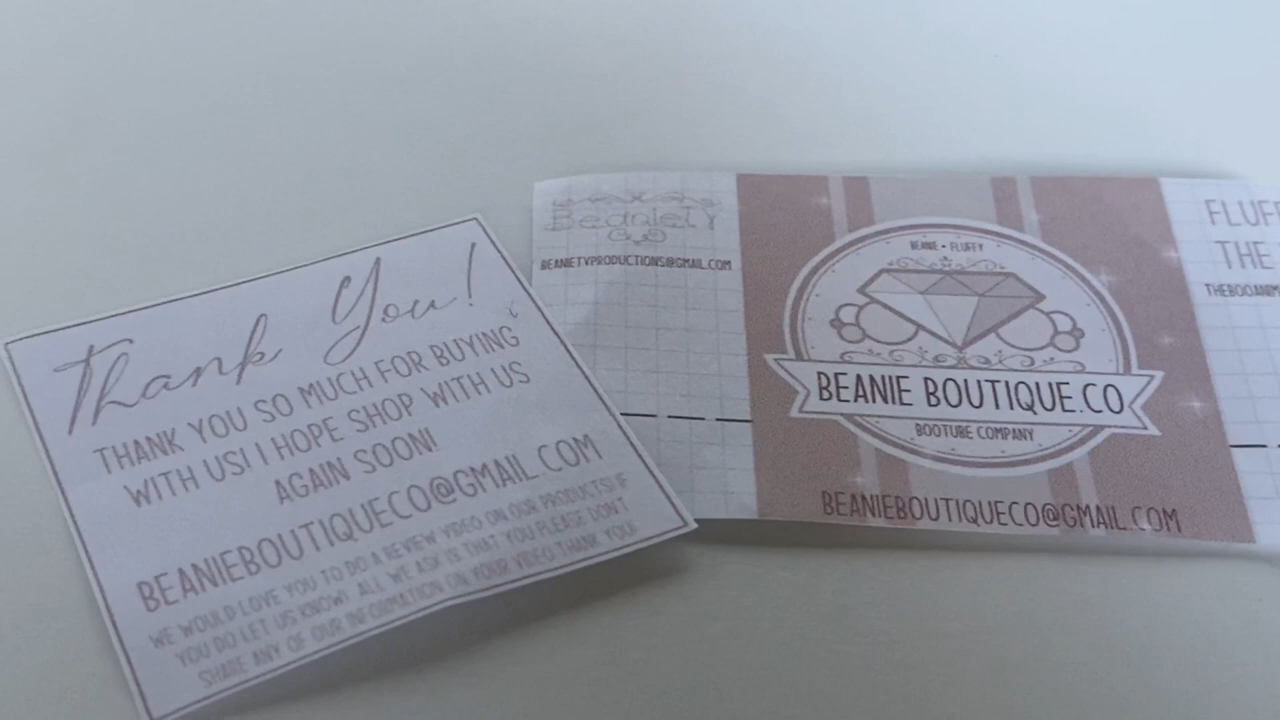 Thank You!
THANK YOU SO MUCH FOR BUYING
WITH US! I HOPE SHOP WITH US
AGAIN SOON!
BEANIEBOUTIQUECO@GMAIL.COM
WE WOULD LOVE YOU TO DO A REVIEW VIDEO ON OUR PRODUCTS! IF
YOU DO LET US KNOW! ALL WE ASK IS THAT YOU PLEASE DON'T
SHARE ANY OF OUR INFORMATION ON YOUR VIDEO THANK YOU!
BeanieTV
BEANIETVPRODUCTIONS@GMAIL.COM
BEANIE • FLUFFY
BEANIE BOUTIQUE.CO
BOOTUBE COMPANY
BEANIEBOUTIQUECO@GMAIL.COM
THE